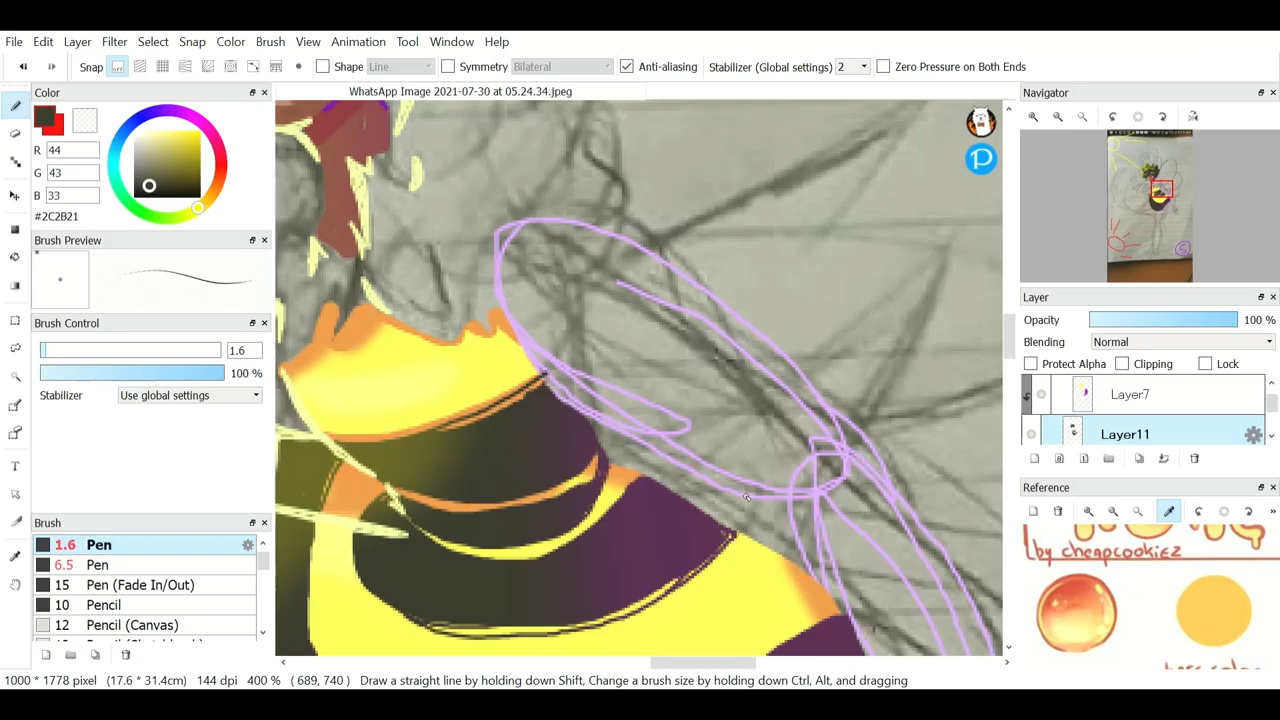 File Edit Layer Filter Select Snap Color Brush View Animation Tool Window Help
Snap Shape Line Symmetry Bilateral Anti-aliasing Stabilizer (Global settings) 2 Zero Pressure on Both Ends
Color
WhatsApp Image 2021-07-30 at 05.24.34.jpeg
Navigator
R 44
G 43
B 33
#2C2B21
Brush Preview
*
Brush Control
1.6
100 %
Stabilizer Use global settings
Brush
1.6 Pen
6.5 Pen
15 Pen (Fade In/Out)
10 Pencil
12 Pencil (Canvas)
P
Layer
Opacity 100 %
Blending Normal
Protect Alpha Clipping Lock
Layer7
Layer11
Reference
»
by cheapcookiez
1000 * 1778 pixel (17.6 * 31.4cm) 144 dpi 400 % ( 689, 740 ) Draw a straight line by holding down Shift, Change a brush size by holding down Ctrl, Alt, and dragging